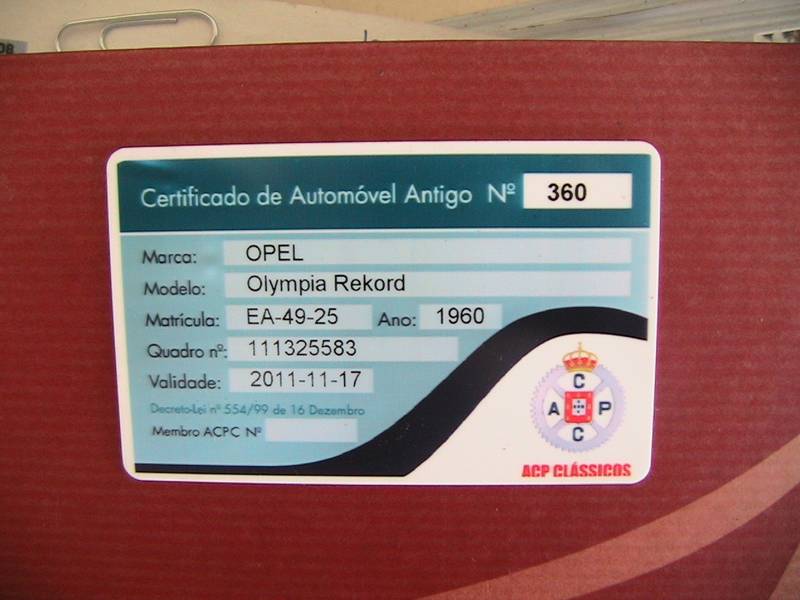 Certificado de Automóvel Antigo Nº 360
Marca: OPEL
Modelo: Olympia Rekord
Matrícula: EA-49-25 Ano: 1960
Quadro nº: 111325583
Validade: 2011-11-17
Decreto-Lei nº 554/99 de 16 Dezembro
Membro ACPC Nº
C
A P
C
ACP CLÁSSICOS